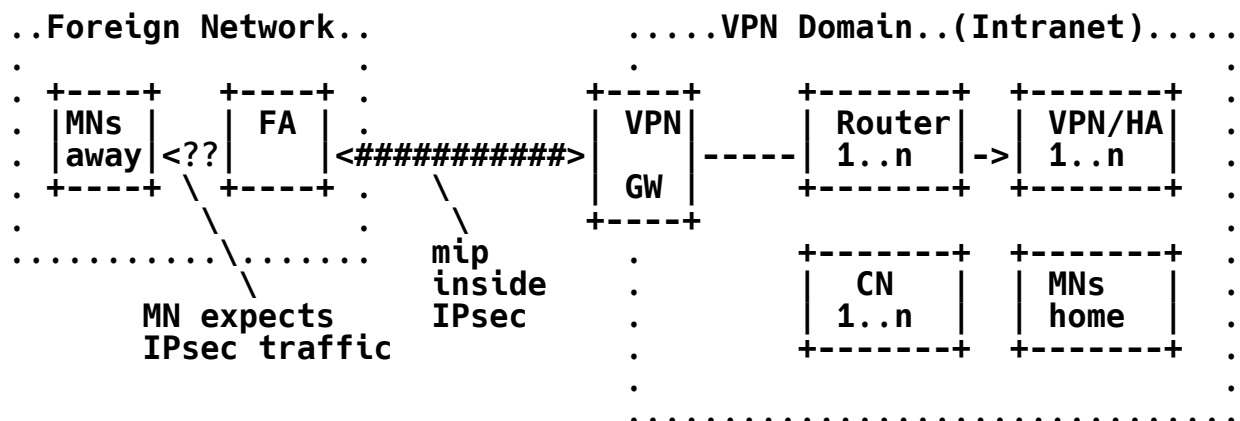 ..Foreign Network..             .....VPN Domain..(Intranet).....
.                 .             .                              .
. +----+   +----+ .           +----+     +-------+  +-------+  .
. |MNs |   | FA | .           | VPN|     | Router|  | VPN/HA|  .
. |away|<??|    |<###########>|    |-----| 1..n  |->| 1..n  |  .
. +----+   +----+ .           | GW |     +-------+  +-------+  .
.                 .           +----+                           .
...................             .        +-------+  +-------+  .
                     mip        .        |  CN   |  | MNs   |  .
                     inside     .        | 1..n  |  | home  |  .
       MN expects    IPsec      .        +-------+  +-------+  .
       IPsec traffic            .                              .
                                ................................